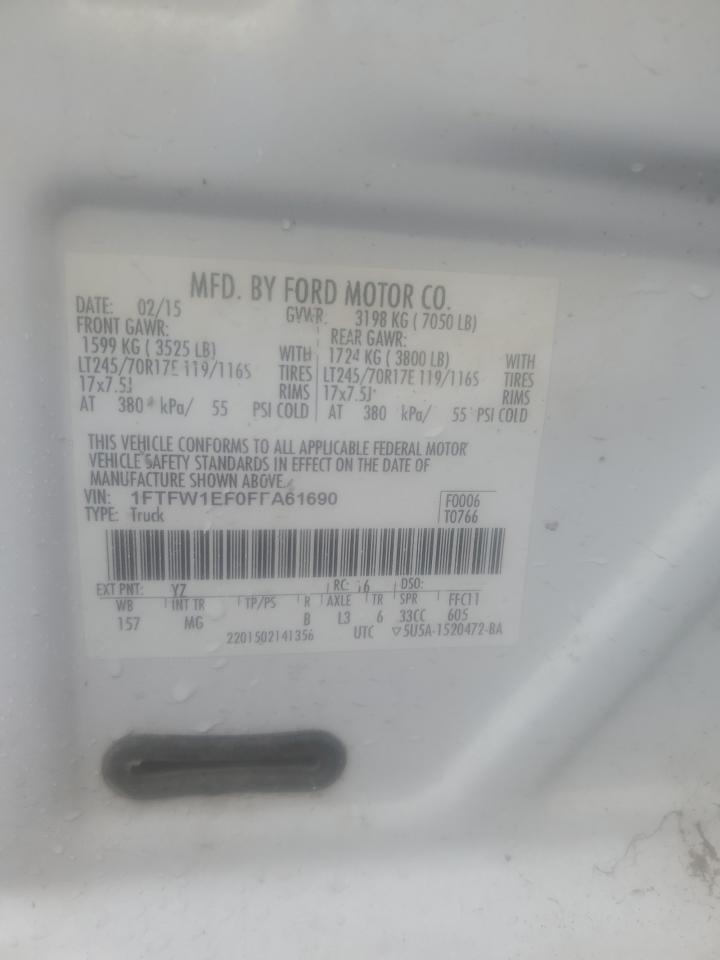 MFD. BY FORD MOTOR CO.
DATE: 02/15 GVWR: 3198 KG ( 7050 LB)
FRONT GAWR: REAR GAWR:
1599 KG ( 3525 LB) WITH 1724 KG ( 3800 LB) WITH
LT245/70R17E 119/116S TIRES LT245/70R17E 119/116S TIRES
17x7.5J RIMS 17x7.5J RIMS
AT 380 kPa/ 55 PSI COLD AT 380 kPa/ 55 PSI COLD
THIS VEHICLE CONFORMS TO ALL APPLICABLE FEDERAL MOTOR
VEHICLE SAFETY STANDARDS IN EFFECT ON THE DATE OF
MANUFACTURE SHOWN ABOVE.
VIN: 1FTFW1EF0FFA61690 F0006
TYPE: Truck T0766
EXT PNT: YZ RC: DSO:
WB INT TR TP/PS R AXLE TR SPR FFC11
157 MG B L3 6 33CC 605
2201502141356 UTC ▽5U5A-1520472-BA